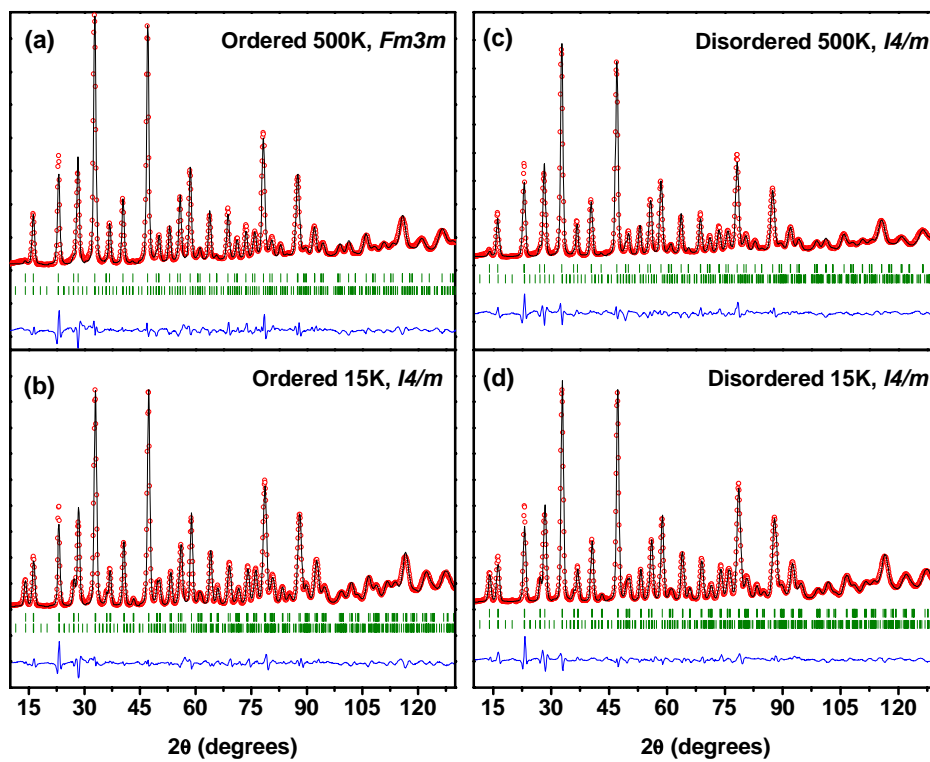 (a) Ordered 500K, Fm3m
(c) Disordered 500K, I4/m
(b) Ordered 15K, I4/m
(d) Disordered 15K, I4/m
15 30 45 60 75 90 105 120
15 30 45 60 75 90 105 120
2θ (degrees)
2θ (degrees)